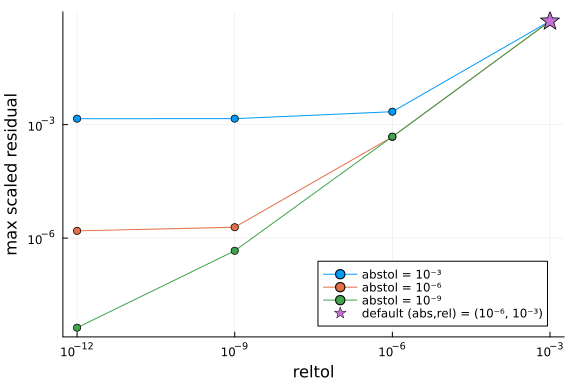 max scaled residual
10⁻³
10⁻⁶
abstol = 10⁻³
abstol = 10⁻⁶
abstol = 10⁻⁹
default (abs,rel) = (10⁻⁶, 10⁻³)
10⁻¹² 10⁻⁹ 10⁻⁶ 10⁻³
reltol